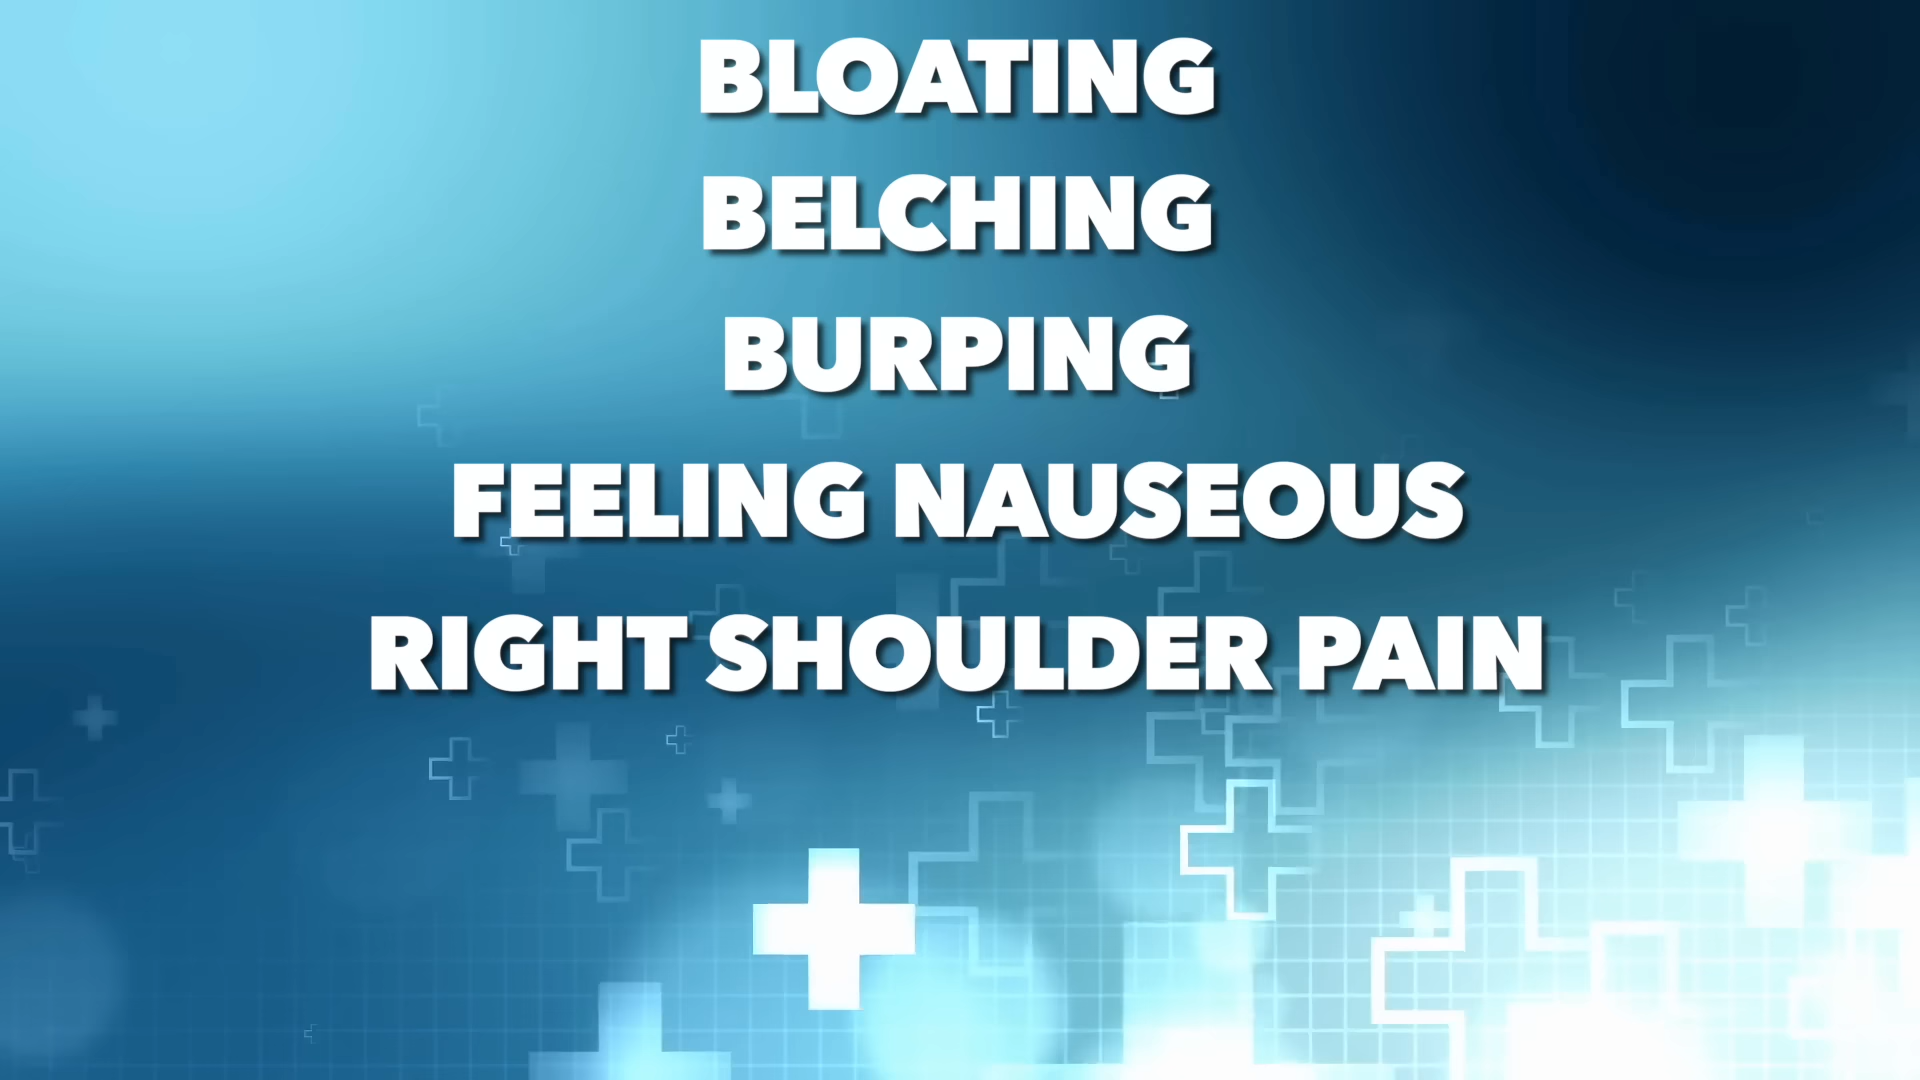 BLOATING
BELCHING
BURPING
FEELING NAUSEOUS
RIGHT SHOULDER PAIN